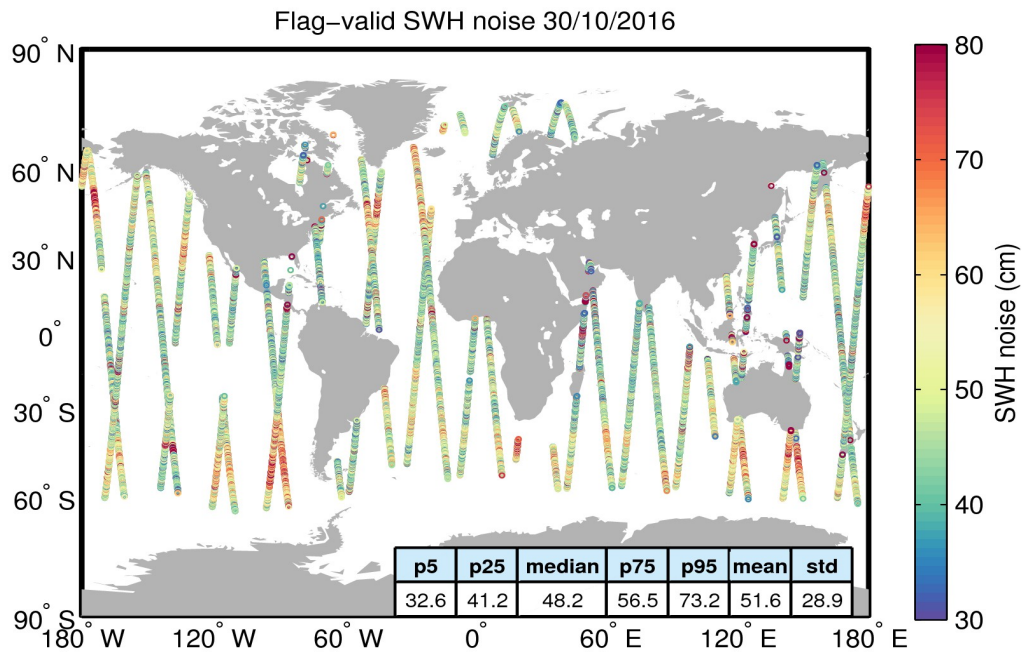 Flag−valid SWH noise 30/10/2016
90° N
60° N
30° N
0°
30° S
60° S
90° S
180° W 120° W 60° W 0° 60° E 120° E 180° E
p5 p25 median p75 p95 mean std
32.6 41.2 48.2 56.5 73.2 51.6 28.9
80
70
60
50
40
30
SWH noise (cm)